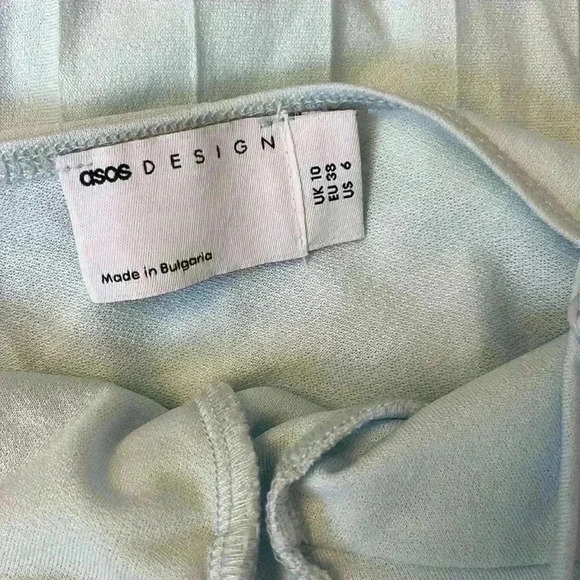 asos DESIGN
Made in Bulgaria
UK 10
EU 38
US 6